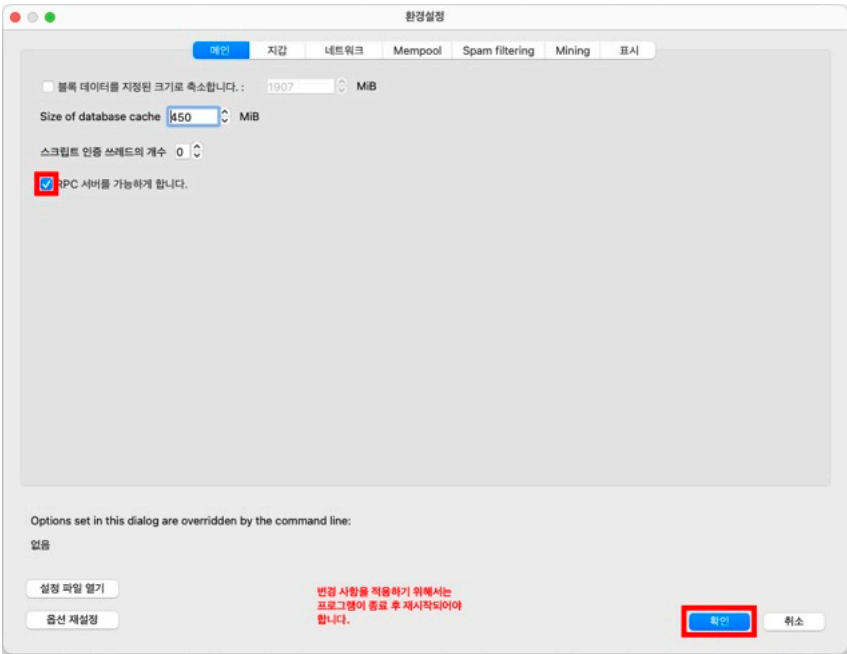 환경설정
메인 지갑 네트워크 Mempool Spam filtering Mining 표시
블록 데이터를 지정된 크기로 축소합니다. : 1907 MiB
Size of database cache 450 MiB
스크립트 인증 쓰레드의 개수 0
RPC 서버를 가능하게 합니다.
Options set in this dialog are overridden by the command line:
없음
설정 파일 열기
옵션 재설정
변경 사항을 적용하기 위해서는
프로그램이 종료 후 재시작되어야
합니다.
확인 취소